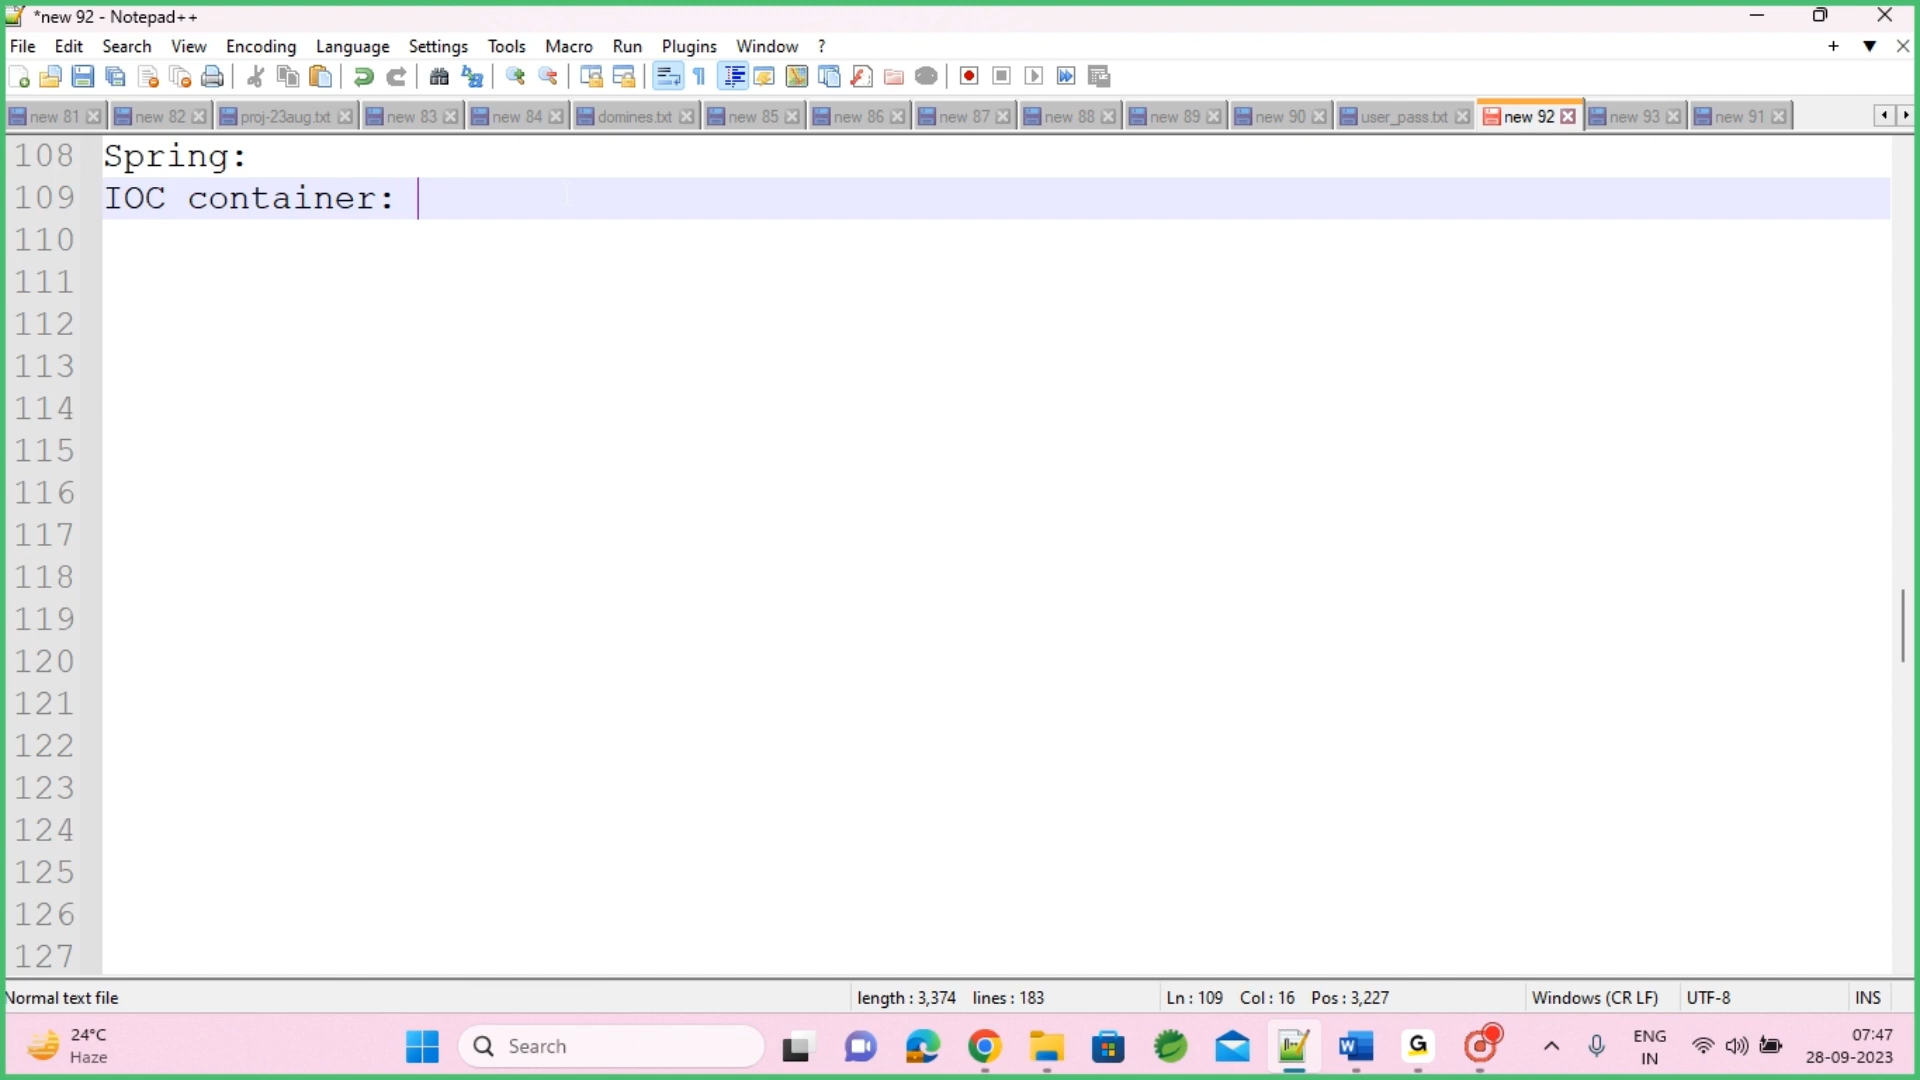 *new 92 - Notepad++
File Edit Search View Encoding Language Settings Tools Macro Run Plugins Window ?
new 81 new 82 proj-23aug.txt new 83 new 84 domines.txt new 85 new 86 new 87 new 88 new 89 new 90 user_pass.txt new 92 new 93 new 91
108 Spring:
109 IOC container:
110
111
112
113
114
115
116
117
118
119
120
121
122
123
124
125
126
127
Normal text file length : 3,374 lines : 183 Ln : 109 Col : 16 Pos : 3,227 Windows (CR LF) UTF-8 INS
24°C
Haze
Search
ENG
IN
07:47
28-09-2023